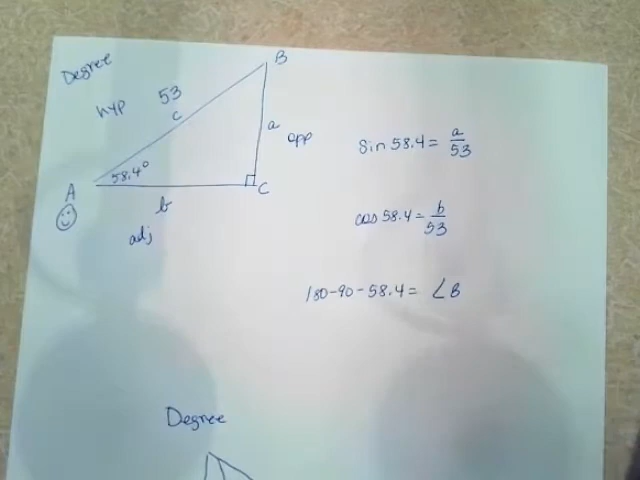 Degree
B
hyp 53
c
a
opp
58.4°
A
C
b
adj
sin 58.4 = a/53
cos 58.4 = b/53
180-90-58.4 = ∠B
Degree